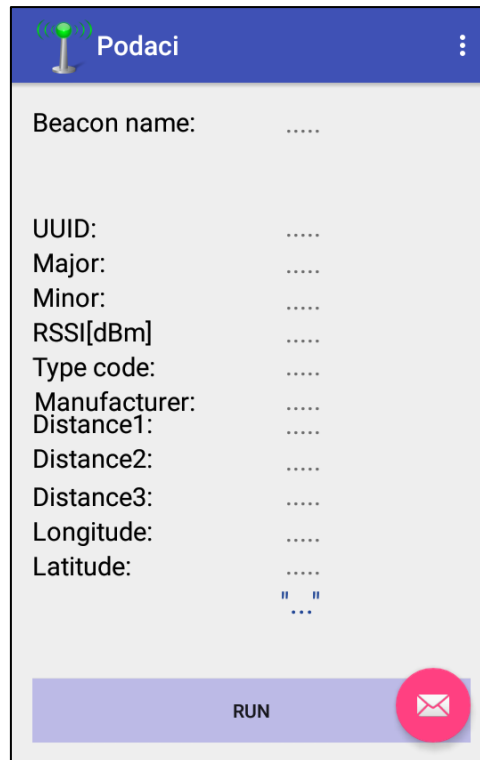 Podaci
Beacon name: .....
UUID: .....
Major: .....
Minor: .....
RSSI[dBm] .....
Type code: .....
Manufacturer: .....
Distance1: .....
Distance2: .....
Distance3: .....
Longitude: .....
Latitude: .....
"..."
RUN